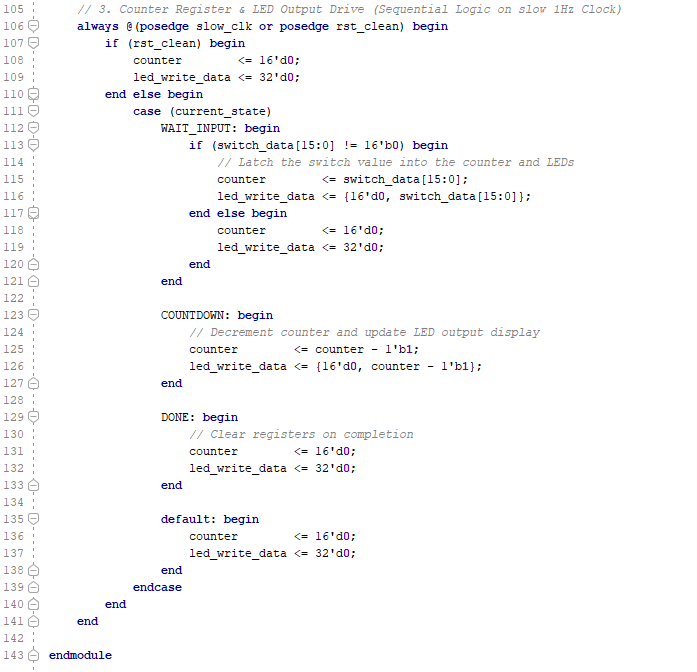 105 // 3. Counter Register & LED Output Drive (Sequential Logic on slow 1Hz Clock)
106 always @(posedge slow_clk or posedge rst_clean) begin
107 if (rst_clean) begin
108 counter <= 16'd0;
109 led_write_data <= 32'd0;
110 end else begin
111 case (current_state)
112 WAIT_INPUT: begin
113 if (switch_data[15:0] != 16'b0) begin
114 // Latch the switch value into the counter and LEDs
115 counter <= switch_data[15:0];
116 led_write_data <= {16'd0, switch_data[15:0]};
117 end else begin
118 counter <= 16'd0;
119 led_write_data <= 32'd0;
120 end
121 end
122
123 COUNTDOWN: begin
124 // Decrement counter and update LED output display
125 counter <= counter - 1'b1;
126 led_write_data <= {16'd0, counter - 1'b1};
127 end
128
129 DONE: begin
130 // Clear registers on completion
131 counter <= 16'd0;
132 led_write_data <= 32'd0;
133 end
134
135 default: begin
136 counter <= 16'd0;
137 led_write_data <= 32'd0;
138 end
139 endcase
140 end
141 end
142
143 endmodule